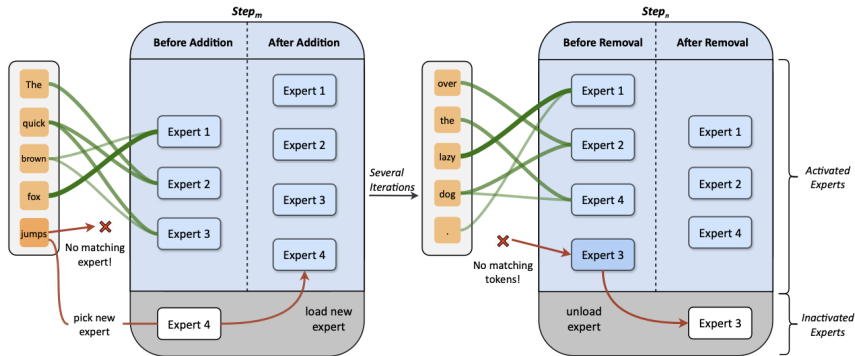 Step_m
Before Addition
After Addition
The
quick
brown
fox
jumps
Expert 1
Expert 2
Expert 3
Expert 1
Expert 2
Expert 3
Expert 4
No matching
expert!
pick new
expert
Expert 4
load new
expert
Several
Iterations
Step_n
Before Removal
After Removal
over
the
lazy
dog
.
Expert 1
Expert 2
Expert 4
Expert 3
No matching
tokens!
Expert 1
Expert 2
Expert 4
unload
expert
Expert 3
Activated
Experts
Inactivated
Experts